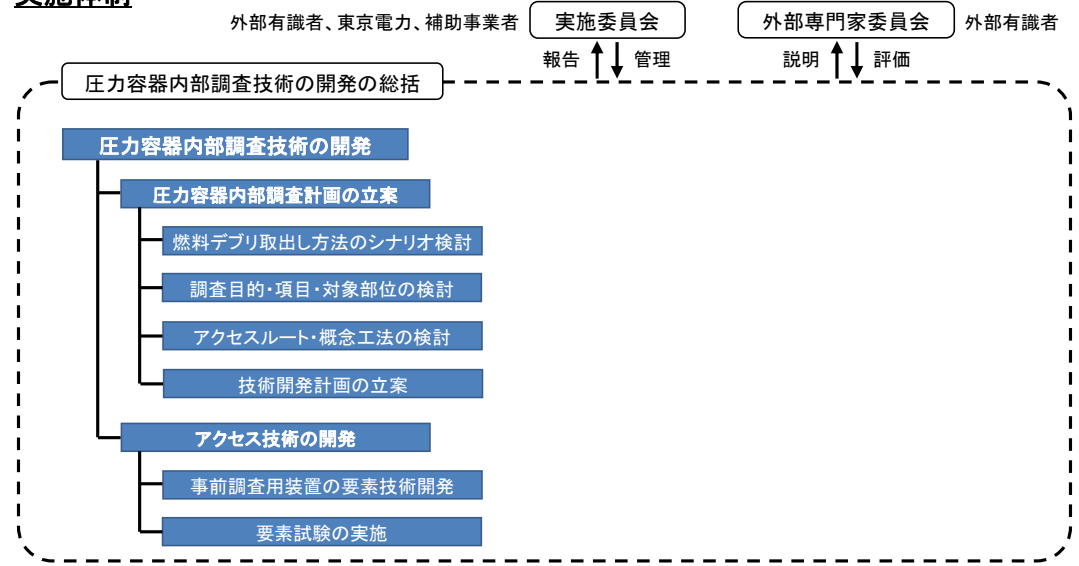 実施体制
外部有識者、東京電力、補助事業者
実施委員会
外部専門家委員会
外部有識者
報告
管理
説明
評価
圧力容器内部調査技術の開発の総括
圧力容器内部調査技術の開発
圧力容器内部調査計画の立案
燃料デブリ取出し方法のシナリオ検討
調査目的・項目・対象部位の検討
アクセスルート・概念工法の検討
技術開発計画の立案
アクセス技術の開発
事前調査用装置の要素技術開発
要素試験の実施